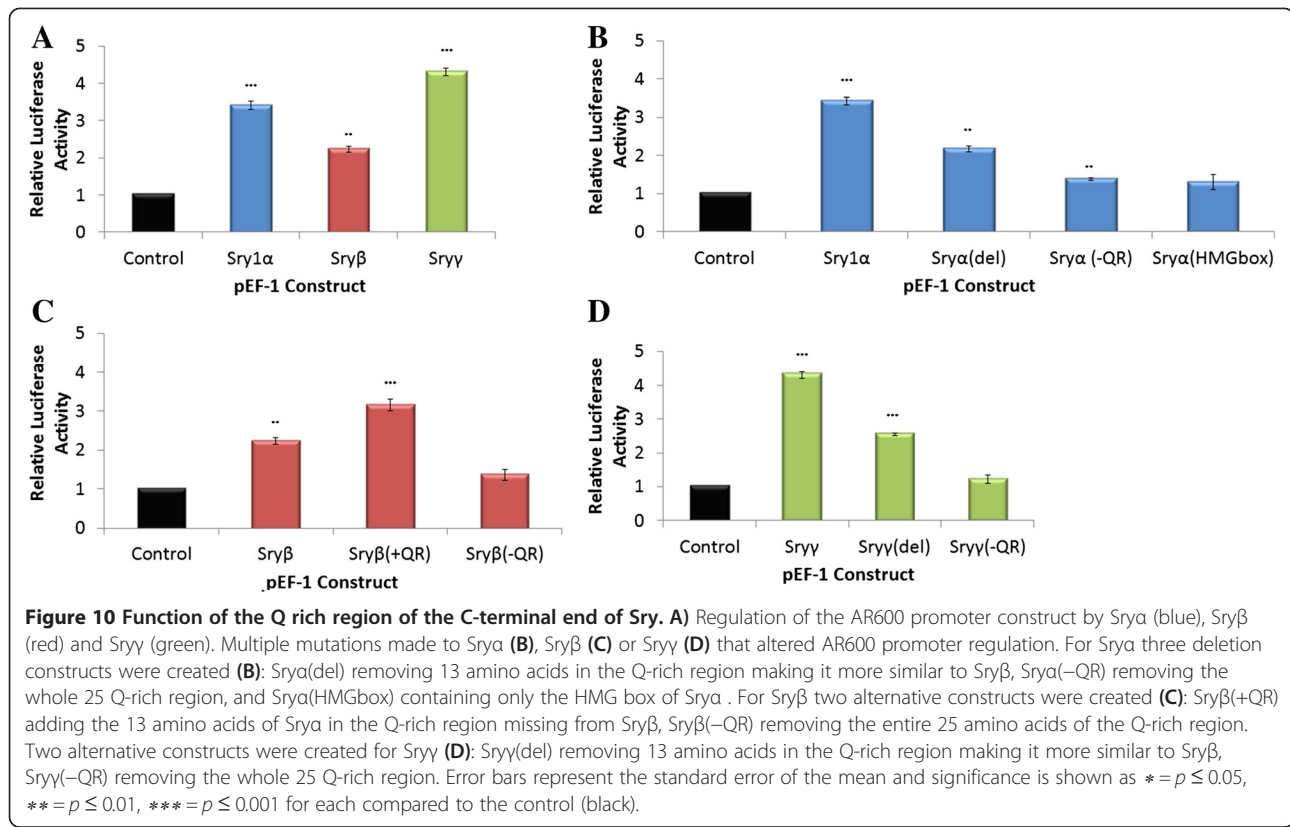 A
Relative Luciferase
Activity
5
4
3
2
1
0
***
**
***
Control Sry1α Sryβ Sryγ
pEF-1 Construct
B
Relative Luciferase
Activity
5
4
3
2
1
0
***
**
**
Control Sry1α Sryα(del) Sryα (-QR) Sryα(HMGbox)
pEF-1 Construct
C
Relative Luciferase
Activity
5
4
3
2
1
0
**
***
Control Sryβ Sryβ(+QR) Sryβ(-QR)
pEF-1 Construct
D
Relative Luciferase
Activity
5
4
3
2
1
0
***
***
Control Sryγ Sryγ(del) Sryγ(-QR)
pEF-1 Construct
Figure 10 Function of the Q rich region of the C-terminal end of Sry. A) Regulation of the AR600 promoter construct by Sryα (blue), Sryβ
(red) and Sryγ (green). Multiple mutations made to Sryα (B), Sryβ (C) or Sryγ (D) that altered AR600 promoter regulation. For Sryα three deletion
constructs were created (B): Sryα(del) removing 13 amino acids in the Q-rich region making it more similar to Sryβ, Sryα(−QR) removing the
whole 25 Q-rich region, and Sryα(HMGbox) containing only the HMG box of Sryα . For Sryβ two alternative constructs were created (C): Sryβ(+QR)
adding the 13 amino acids of Sryα in the Q-rich region missing from Sryβ, Sryβ(−QR) removing the entire 25 amino acids of the Q-rich region.
Two alternative constructs were created for Sryγ (D): Sryγ(del) removing 13 amino acids in the Q-rich region making it more similar to Sryβ,
Sryγ(−QR) removing the whole 25 Q-rich region. Error bars represent the standard error of the mean and significance is shown as ∗ = p ≤ 0.05,
∗∗ = p ≤ 0.01, ∗∗∗ = p ≤ 0.001 for each compared to the control (black).